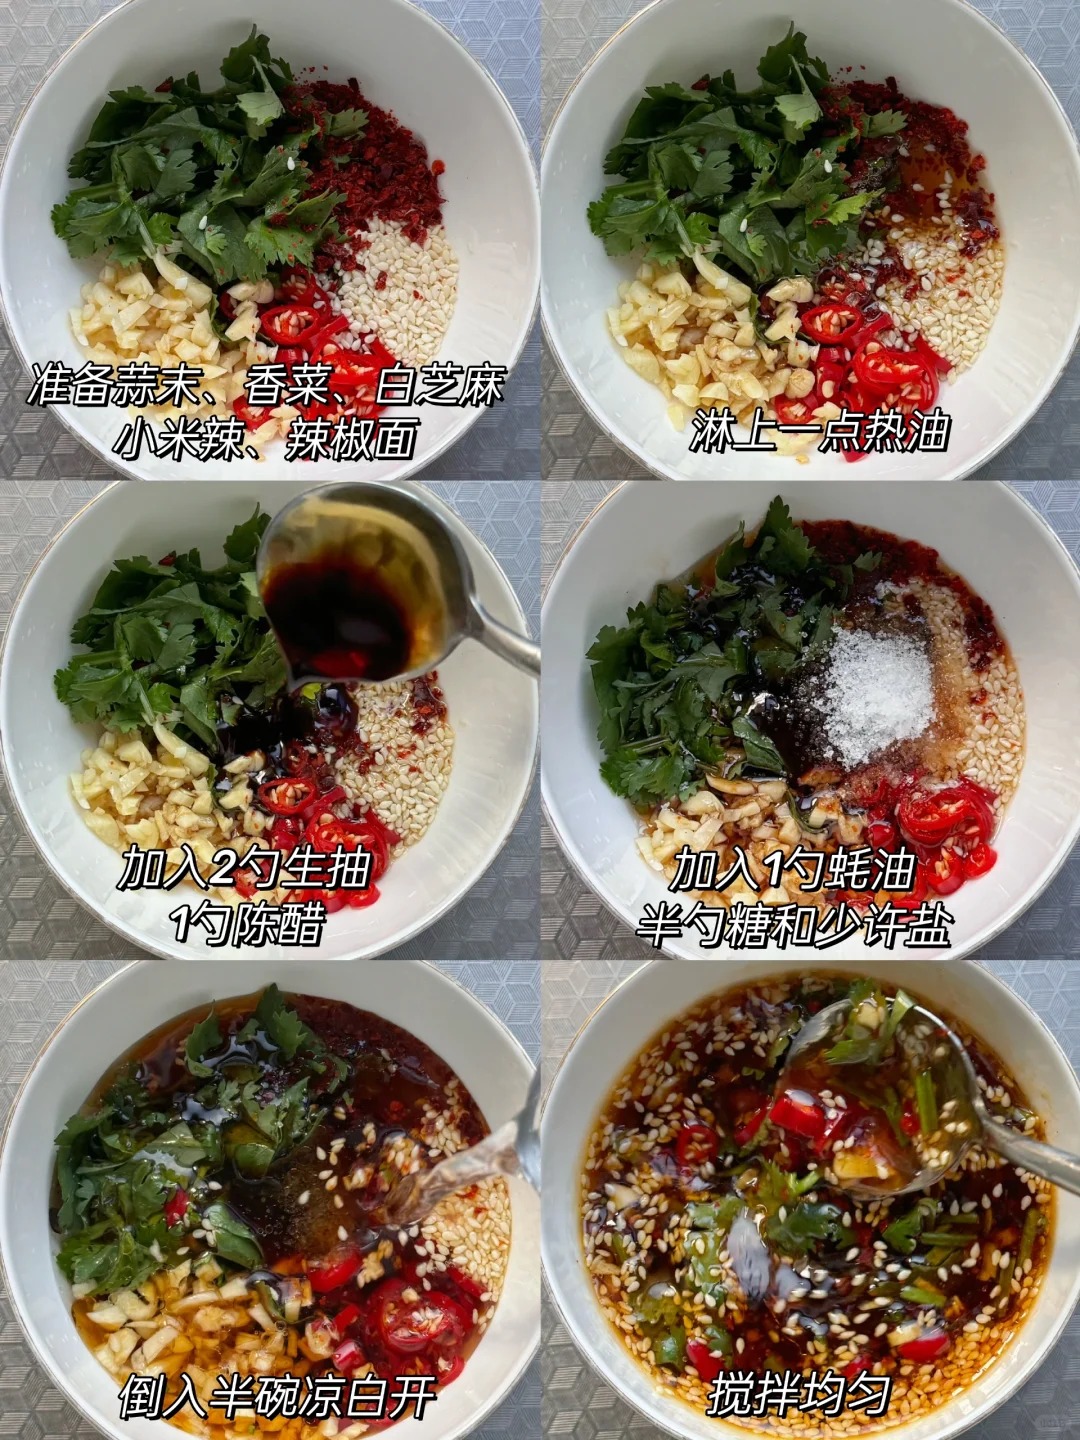 准备蒜末、香菜、白芝麻
小米辣、辣椒面
淋上一点热油
加入2勺生抽
1勺陈醋
加入1勺蚝油
半勺糖和少许盐
倒入半碗凉白开
搅拌均匀